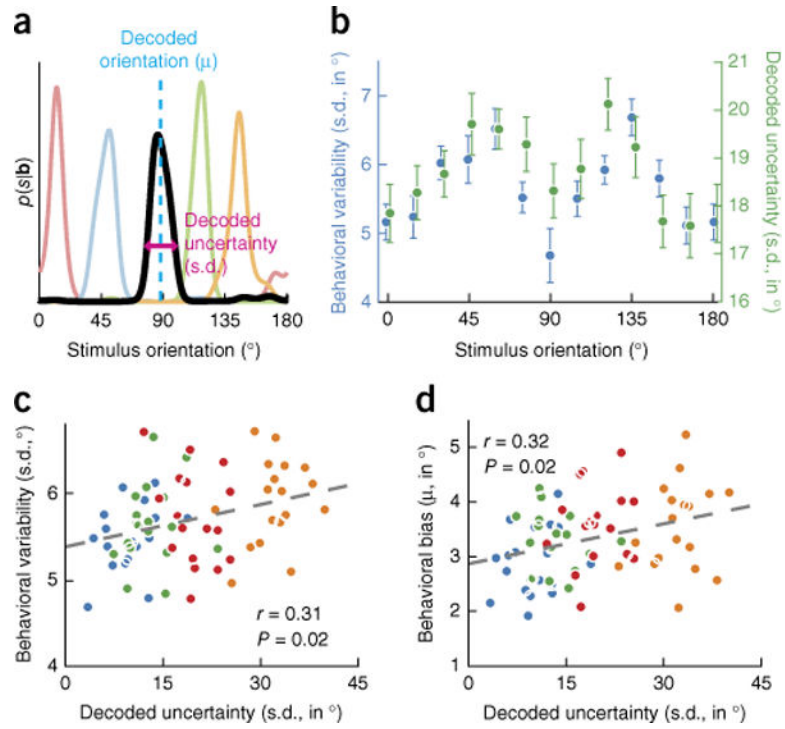 a
Decoded
orientation (μ)
p(s|b)
Decoded
uncertainty
(s.d.)
0 45 90 135 180
Stimulus orientation (°)
b
Behavioral variability (s.d., in °)
7
6
5
4
21
20
19
18
17
16
Decoded uncertainty (s.d., in °)
0 45 90 135 180
Stimulus orientation (°)
c
Behavioral variability (s.d.,°)
6
5
4
r = 0.31
P = 0.02
0 15 30 45
Decoded uncertainty (s.d., in °)
d
r = 0.32
P = 0.02
Behavioral bias (μ, in °)
5
4
3
2
1
0 15 30 45
Decoded uncertainty (s.d., in °)